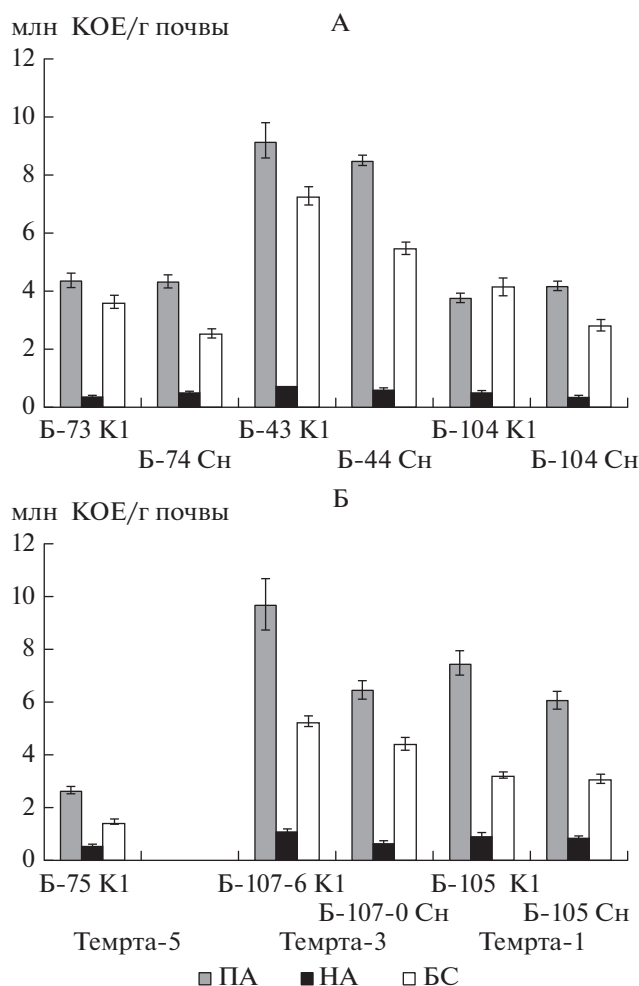 млн КОЕ/г почвы А
12
10
8
6
4
2
0
Б-73 К1 Б-43 К1 Б-104 К1
Б-74 Сн Б-44 Сн Б-104 Сн
млн КОЕ/г почвы Б
12
10
8
6
4
2
0
Б-75 К1 Б-107-6 К1 Б-105 К1
Б-107-0 Сн Б-105 Сн
Темрта-5 Темрта-3 Темрта-1
ПА НА БС